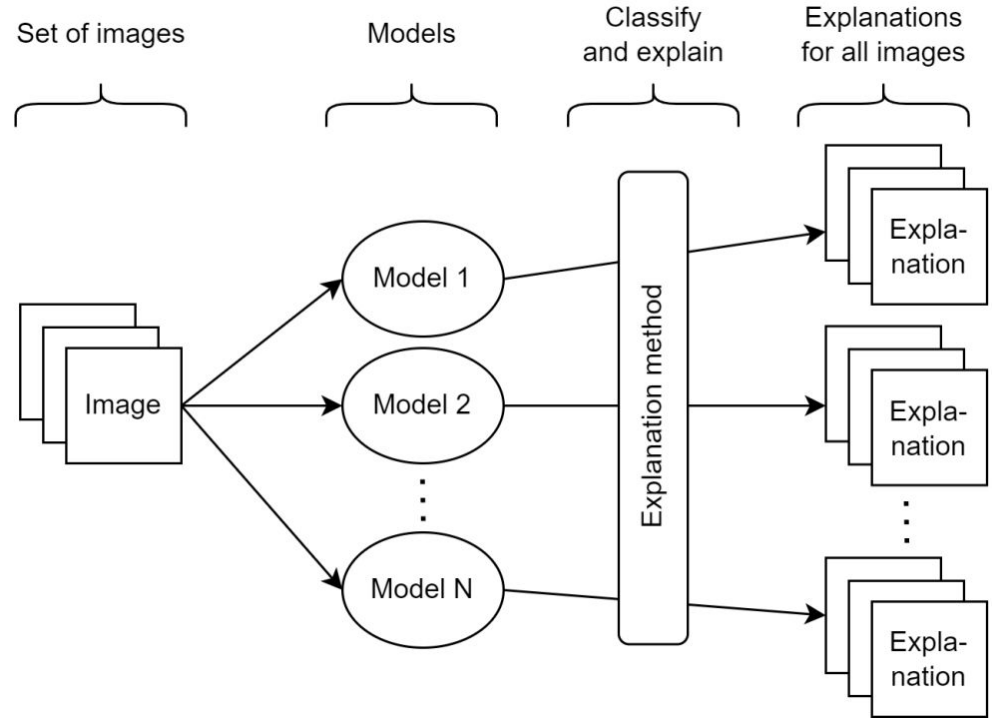 Set of images
Models
Classify
and explain
Explanations
for all images
Image
Model 1
Model 2
Model N
Explanation method
Expla-
nation
Expla-
nation
Expla-
nation